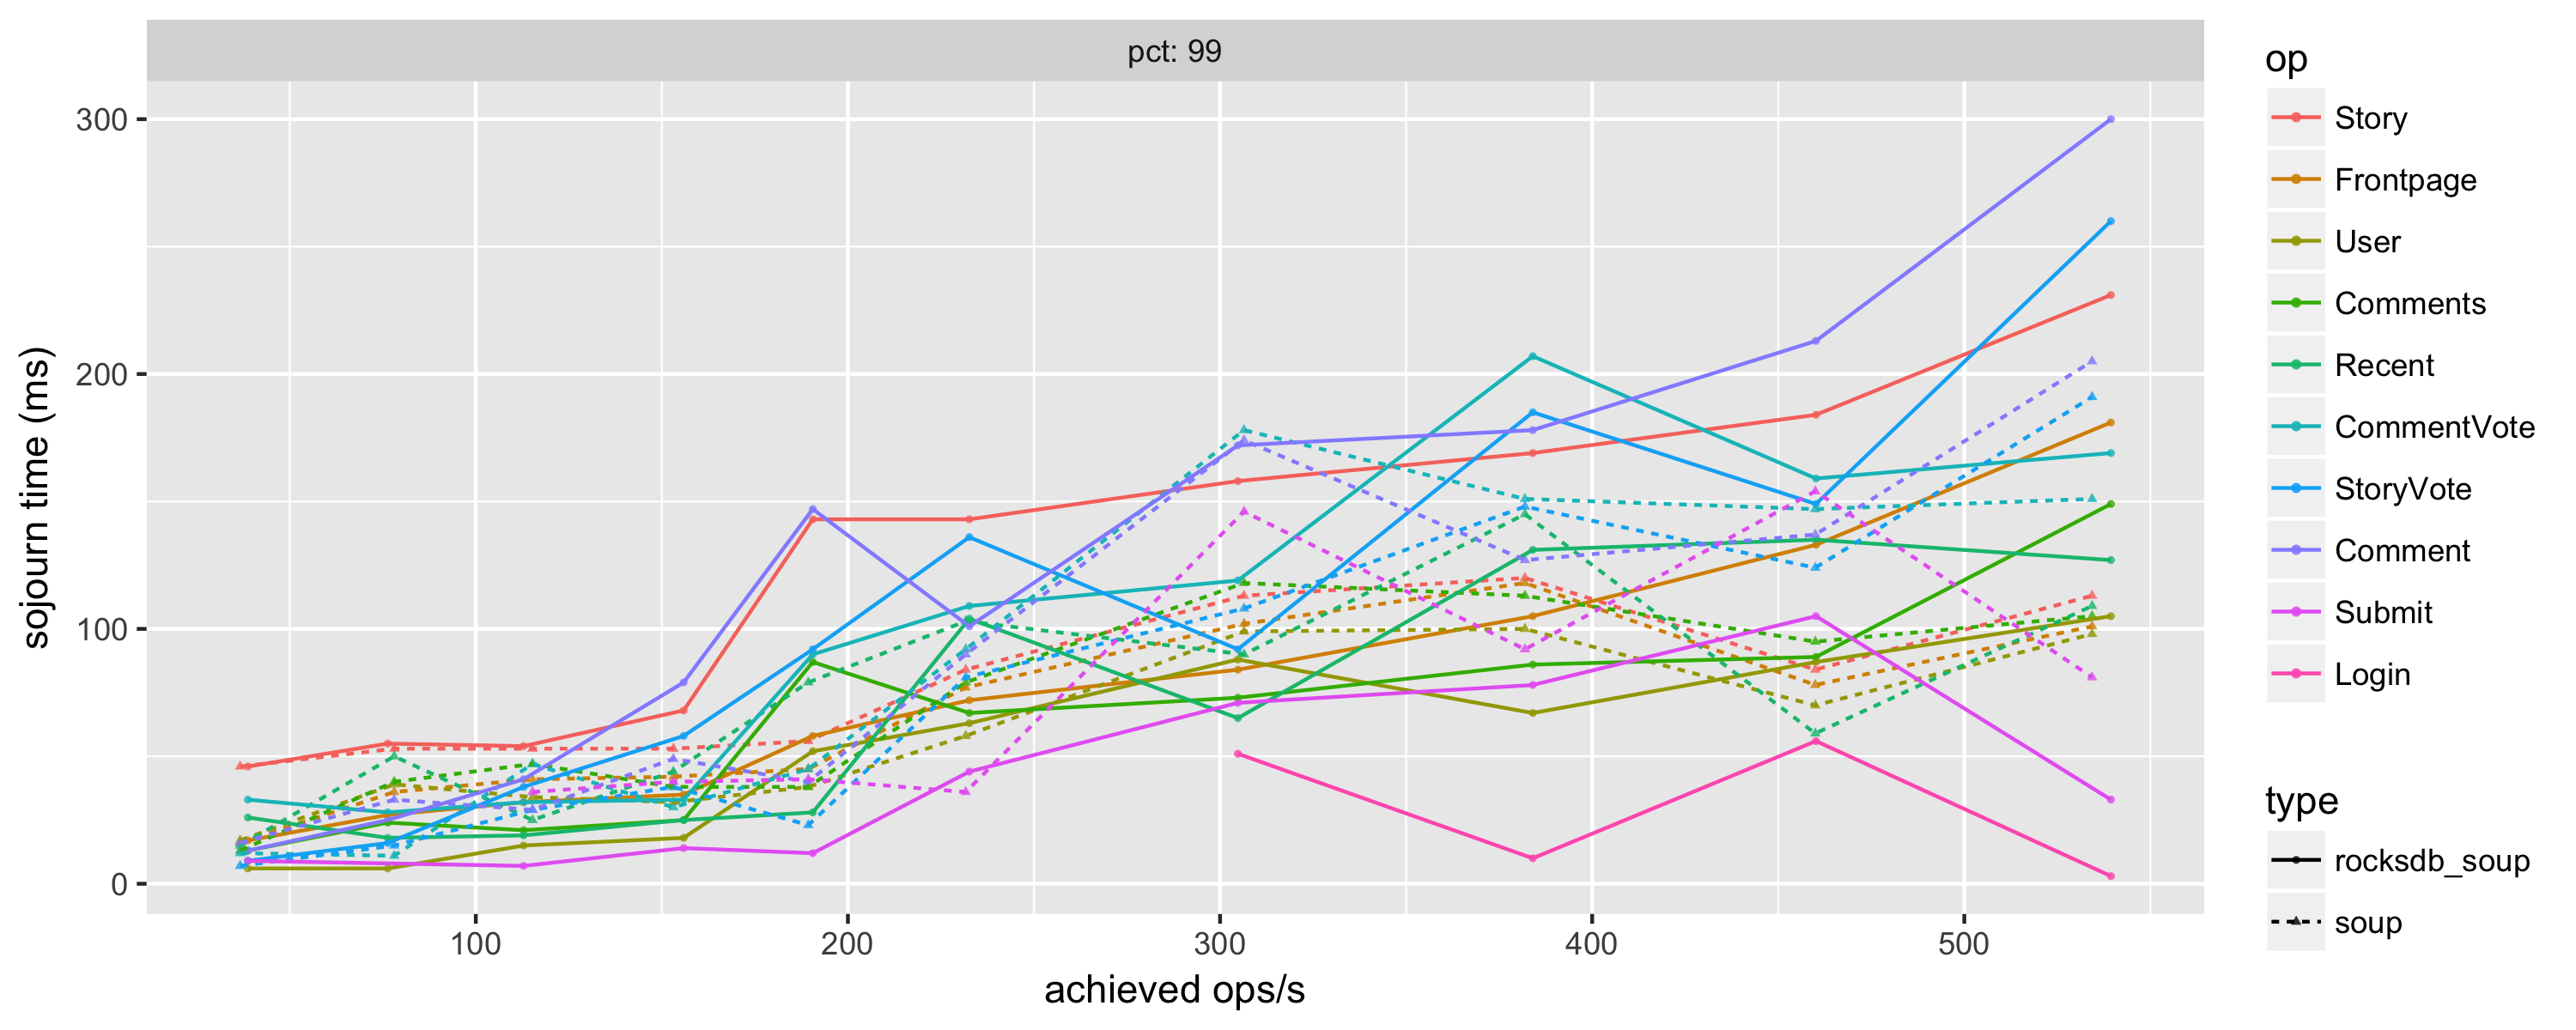 pct: 99
300
200
100
0
sojourn time (ms)
100
200
300
400
500
achieved ops/s
op
Story
Frontpage
User
Comments
Recent
CommentVote
StoryVote
Comment
Submit
Login
type
rocksdb_soup
soup